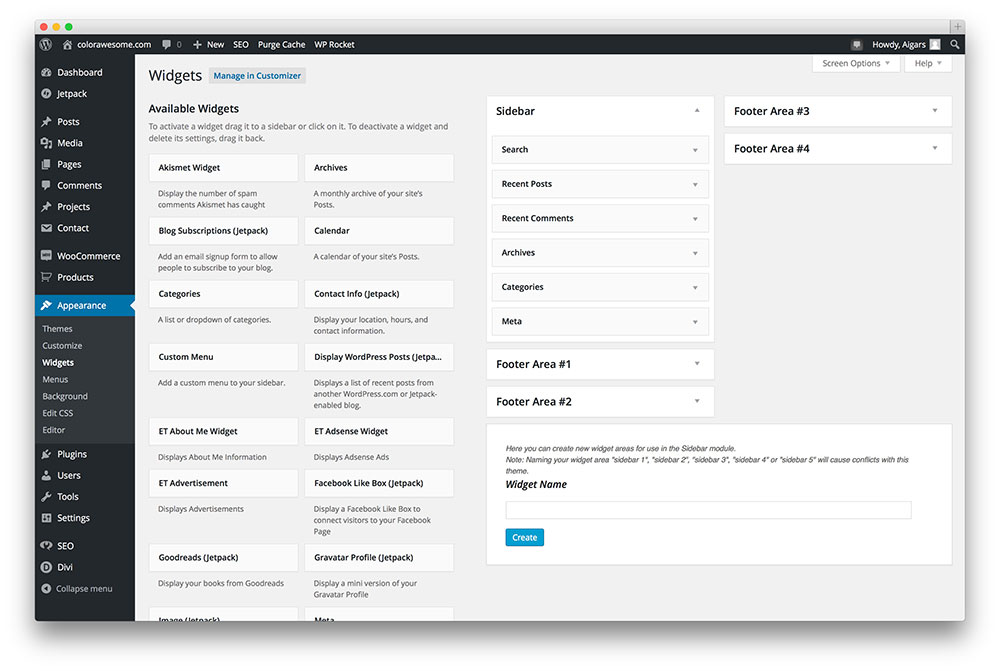 colorawesome.com 0 + New SEO Purge Cache WP Rocket Howdy, Aigars
Dashboard
Jetpack
Posts
Media
Pages
Comments
Projects
Contact
WooCommerce
Products
Appearance
Themes
Customize
Widgets
Menus
Background
Edit CSS
Editor
Plugins
Users
Tools
Settings
SEO
Divi
Collapse menu
Screen Options Help
Widgets Manage in Customizer
Available Widgets
To activate a widget drag it to a sidebar or click on it. To deactivate a widget and
delete its settings, drag it back.
Akismet Widget
Display the number of spam
comments Akismet has caught
Archives
A monthly archive of your site's
Posts.
Blog Subscriptions (Jetpack)
Add an email signup form to allow
people to subscribe to your blog.
Calendar
A calendar of your site's Posts.
Categories
A list or dropdown of categories.
Contact Info (Jetpack)
Display your location, hours, and
contact information.
Custom Menu
Add a custom menu to your sidebar.
Display WordPress Posts (Jetpa...
Displays a list of recent posts from
another WordPress.com or Jetpack-
enabled blog.
ET About Me Widget
Displays About Me Information
ET Adsense Widget
Displays Adsense Ads
ET Advertisement
Displays Advertisements
Facebook Like Box (Jetpack)
Display a Facebook Like Box to
connect visitors to your Facebook
Page
Goodreads (Jetpack)
Display your books from Goodreads
Gravatar Profile (Jetpack)
Display a mini version of your
Gravatar Profile
Image (Jetpack)
Meta
Sidebar
Search
Recent Posts
Recent Comments
Archives
Categories
Meta
Footer Area #1
Footer Area #2
Footer Area #3
Footer Area #4
Here you can create new widget areas for use in the Sidebar module.
Note: Naming your widget area "sidebar 1", "sidebar 2", "sidebar 3", "sidebar 4" or "sidebar 5" will cause conflicts with this
theme.
Widget Name
Create